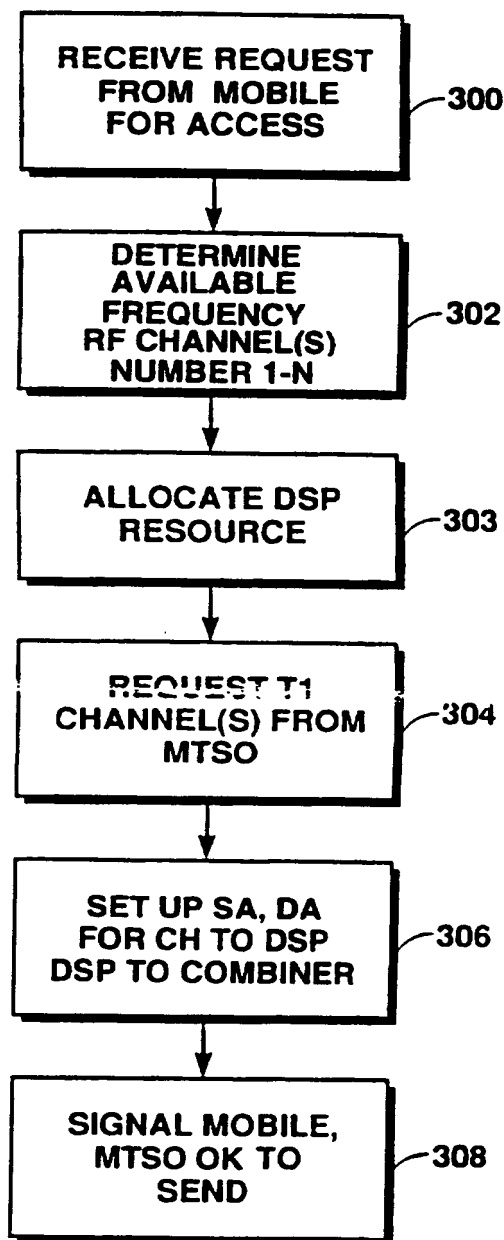 RECEIVE REQUEST
FROM MOBILE
FOR ACCESS
300
DETERMINE
AVAILABLE
FREQUENCY
RF CHANNEL(S)
NUMBER 1-N
302
ALLOCATE DSP
RESOURCE
303
REQUEST T1
CHANNEL(S) FROM
MTSO
304
SET UP SA, DA
FOR CH TO DSP
DSP TO COMBINER
306
SIGNAL MOBILE,
MTSO OK TO
SEND
308